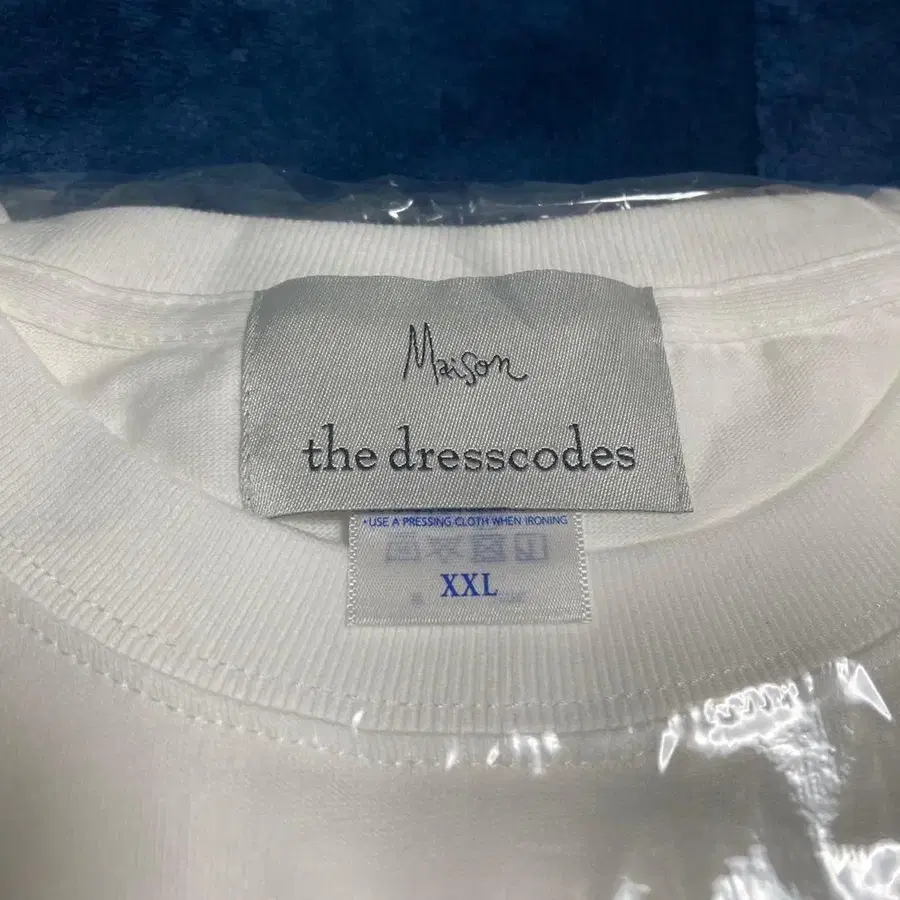 Maison
the dresscodes
•USE A PRESSING CLOTH WHEN IRONING
XXL